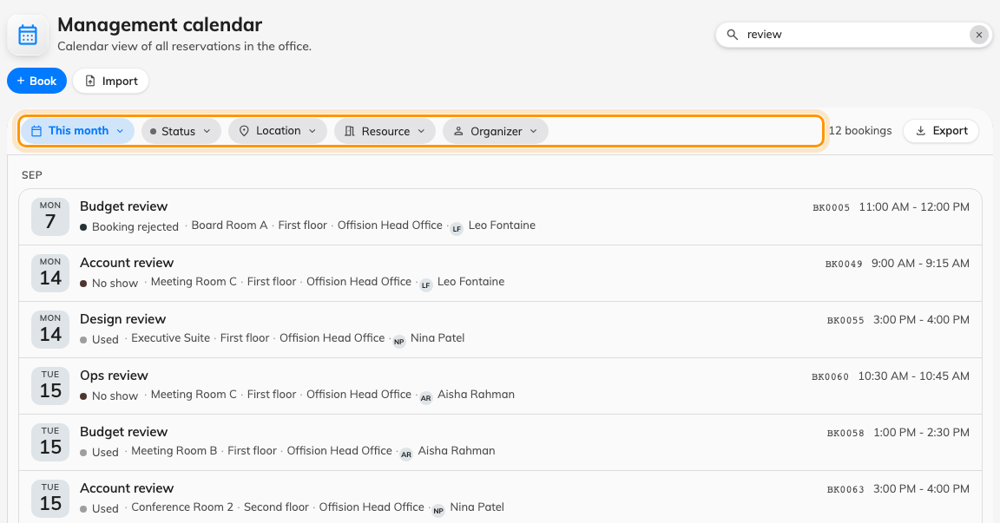 Management calendar
Calendar view of all reservations in the office.
review
+ Book
Import
This month
Status
Location
Resource
Organizer
12 bookings
Export
SEP
MON
7
Budget review
Booking rejected · Board Room A · First floor · Offision Head Office · LF Leo Fontaine
BK0005 11:00 AM - 12:00 PM
MON
14
Account review
No show · Meeting Room C · First floor · Offision Head Office · LF Leo Fontaine
BK0049 9:00 AM - 9:15 AM
MON
14
Design review
Used · Executive Suite · First floor · Offision Head Office · NP Nina Patel
BK0055 3:00 PM - 4:00 PM
TUE
15
Ops review
No show · Meeting Room C · First floor · Offision Head Office · AR Aisha Rahman
BK0060 10:30 AM - 10:45 AM
TUE
15
Budget review
Used · Meeting Room B · First floor · Offision Head Office · AR Aisha Rahman
BK0058 1:00 PM - 2:30 PM
TUE
15
Account review
Used · Conference Room 2 · Second floor · Offision Head Office · NP Nina Patel
BK0063 3:00 PM - 4:00 PM